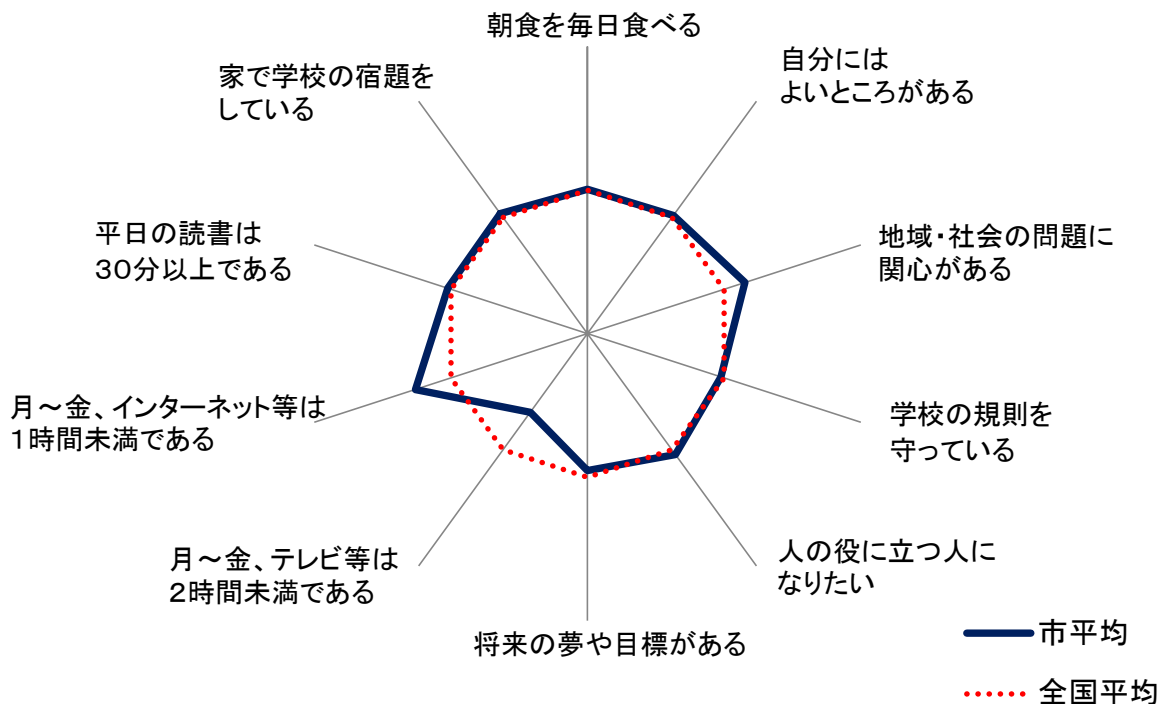 朝食を毎日食べる
自分には
よいところがある
地域・社会の問題に
関心がある
学校の規則を
守っている
人の役に立つ人に
なりたい
将来の夢や目標がある
月～金、テレビ等は
２時間未満である
月～金、インターネット等は
１時間未満である
平日の読書は
３０分以上である
家で学校の宿題を
している
市平均
全国平均